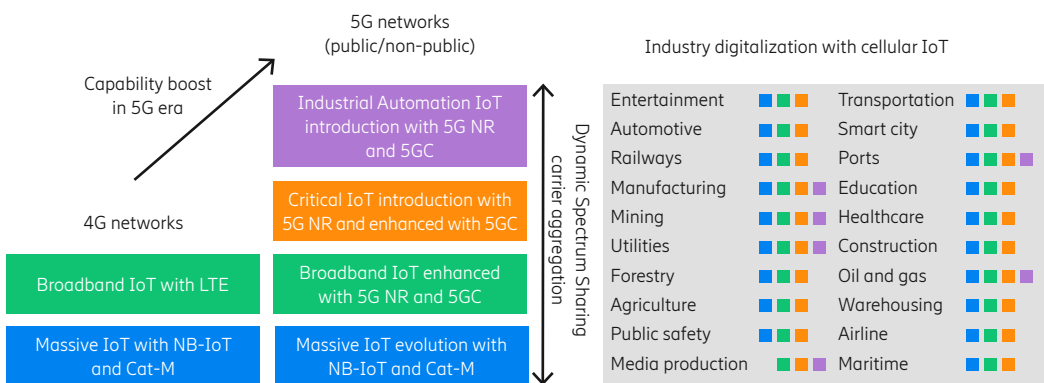 5G networks
(public/non-public)
Capability boost
in 5G era
4G networks
Broadband IoT with LTE
Massive IoT with NB-IoT
and Cat-M
Industrial Automation IoT
introduction with 5G NR
and 5GC
Critical IoT introduction with
5G NR and enhanced with 5GC
Broadband IoT enhanced
with 5G NR and 5GC
Massive IoT evolution with
NB-IoT and Cat-M
Dynamic Spectrum Sharing
carrier aggregation
Industry digitalization with cellular IoT
Entertainment
Automotive
Railways
Manufacturing
Mining
Utilities
Forestry
Agriculture
Public safety
Media production
Transportation
Smart city
Ports
Education
Healthcare
Construction
Oil and gas
Warehousing
Airline
Maritime